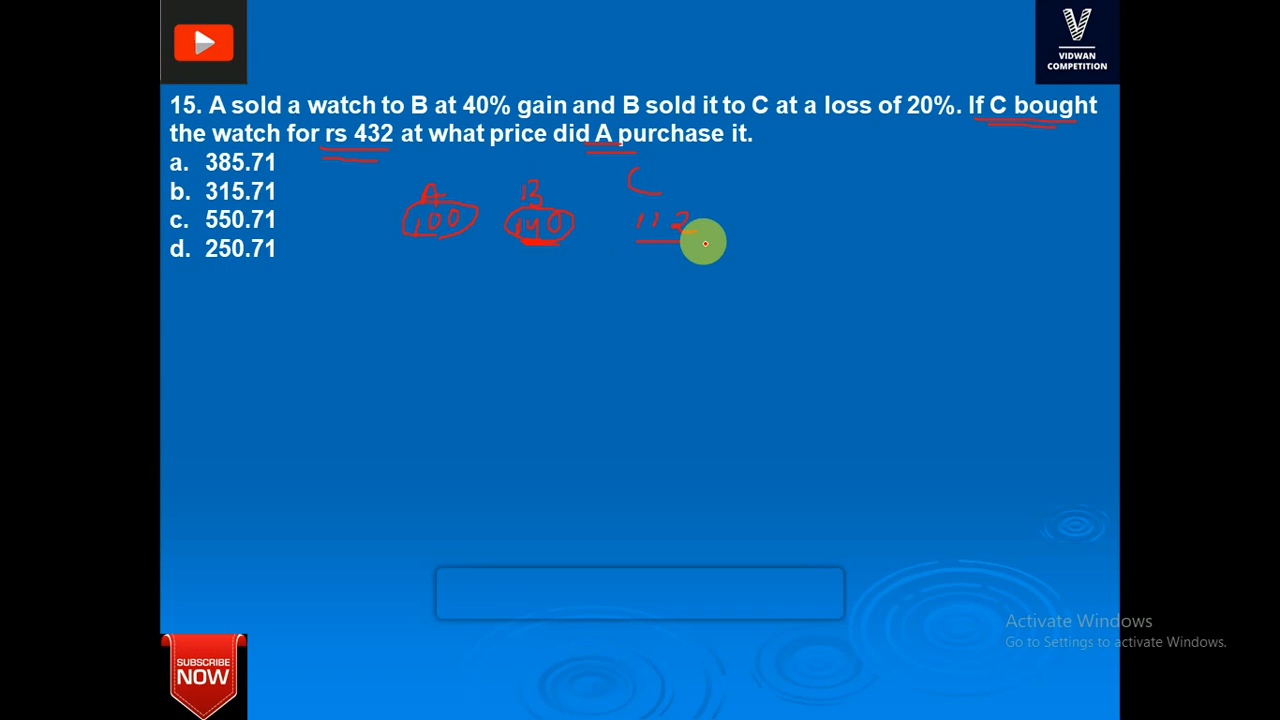 VIDWAN
COMPETITION
15. A sold a watch to B at 40% gain and B sold it to C at a loss of 20%. If C bought
the watch for rs 432 at what price did A purchase it.
a. 385.71
b. 315.71
c. 550.71
d. 250.71
A B C
100 140 112
Activate Windows
Go to Settings to activate Windows.
SUBSCRIBE
NOW